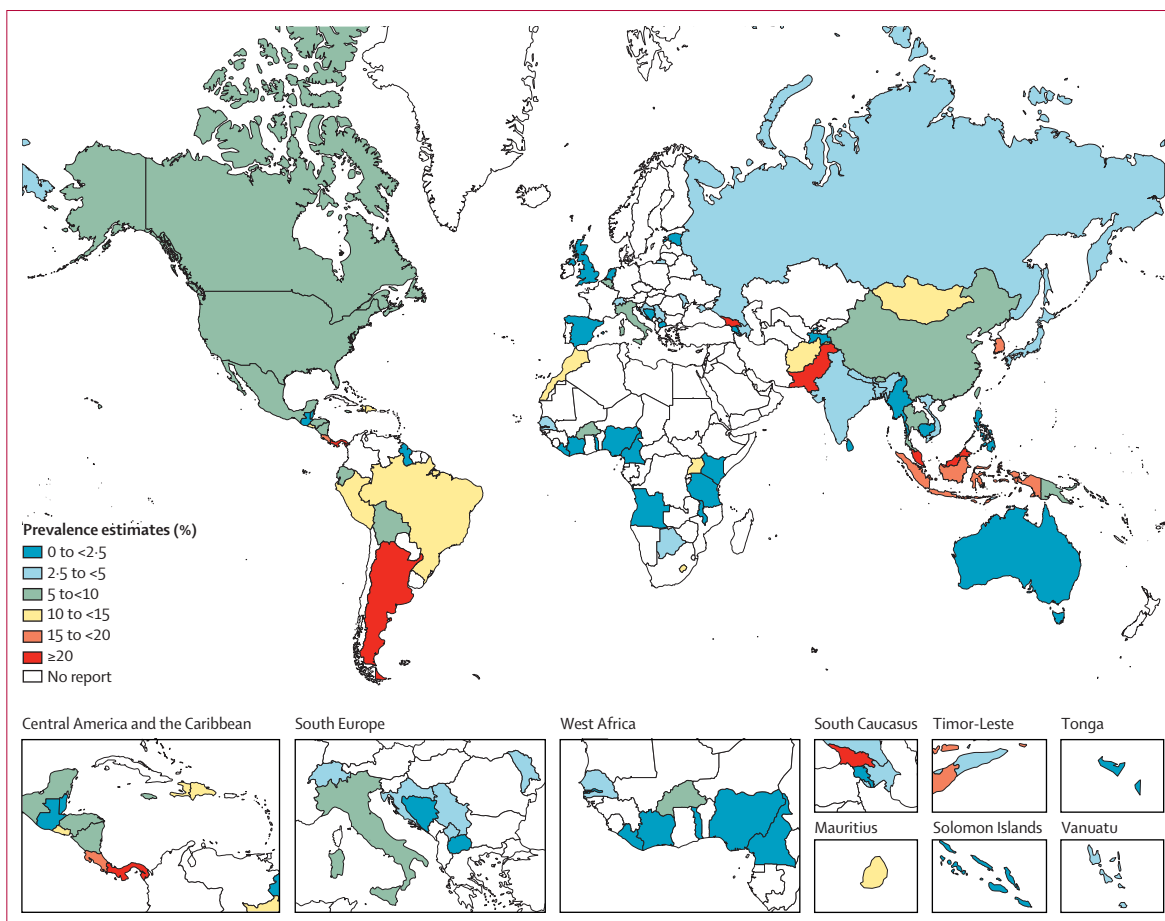 Prevalence estimates (%)
0 to <2·5
2·5 to <5
5 to<10
10 to <15
15 to <20
≥20
No report
Central America and the Caribbean
South Europe
West Africa
South Caucasus
Timor-Leste
Tonga
Mauritius
Solomon Islands
Vanuatu